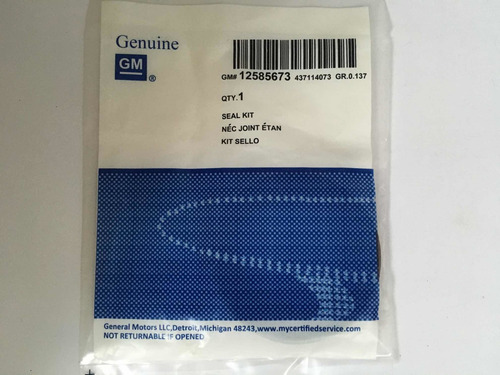 Genuine
GM
®
GM# 12585673 437114073 GR.0.137
QTY.1
SEAL KIT
NÉC JOINT ÉTAN
KIT SELLO
General Motors LLC,Detroit,Michigan 48243,www.mycertifiedservice.com
NOT RETURNABLE IF OPENED